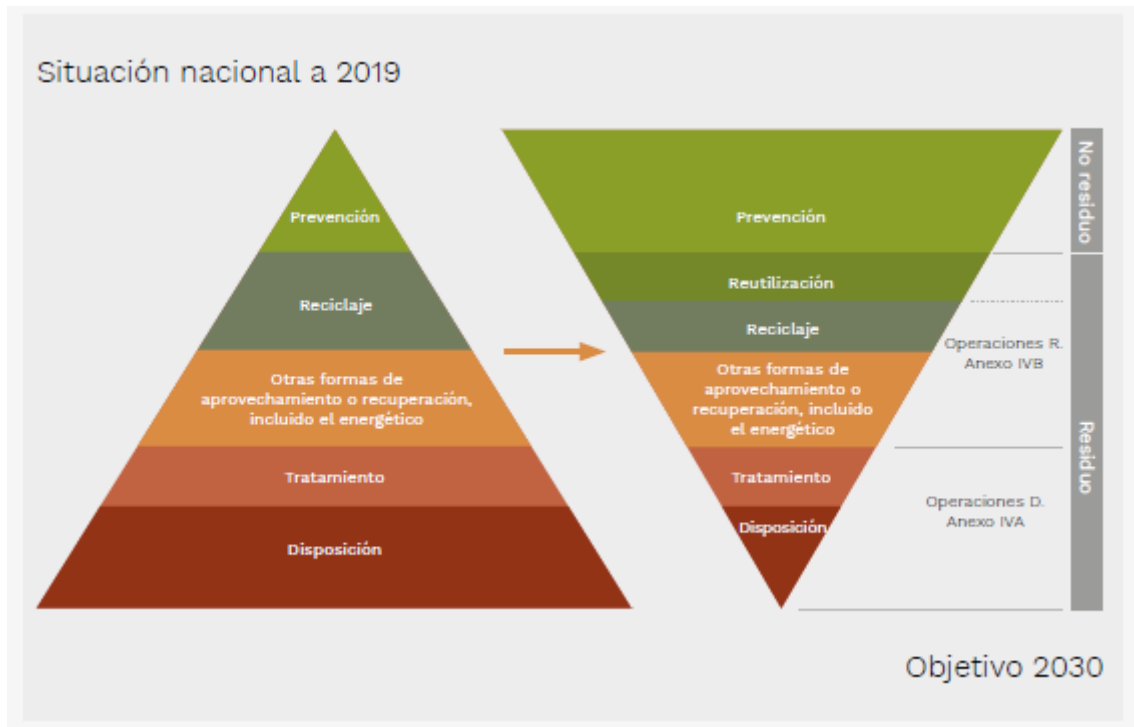 Situación nacional a 2019
Prevención
Reciclaje
Otras formas de
aprovechamiento o recuperación,
incluido el energético
Tratamiento
Disposición
Prevención
Reutilización
Reciclaje
Otras formas de
aprovechamiento o
recuperación, incluido
el energético
Tratamiento
Disposición
No residuo
Operaciones R.
Anexo IVB
Residuo
Operaciones D.
Anexo IVA
Objetivo 2030